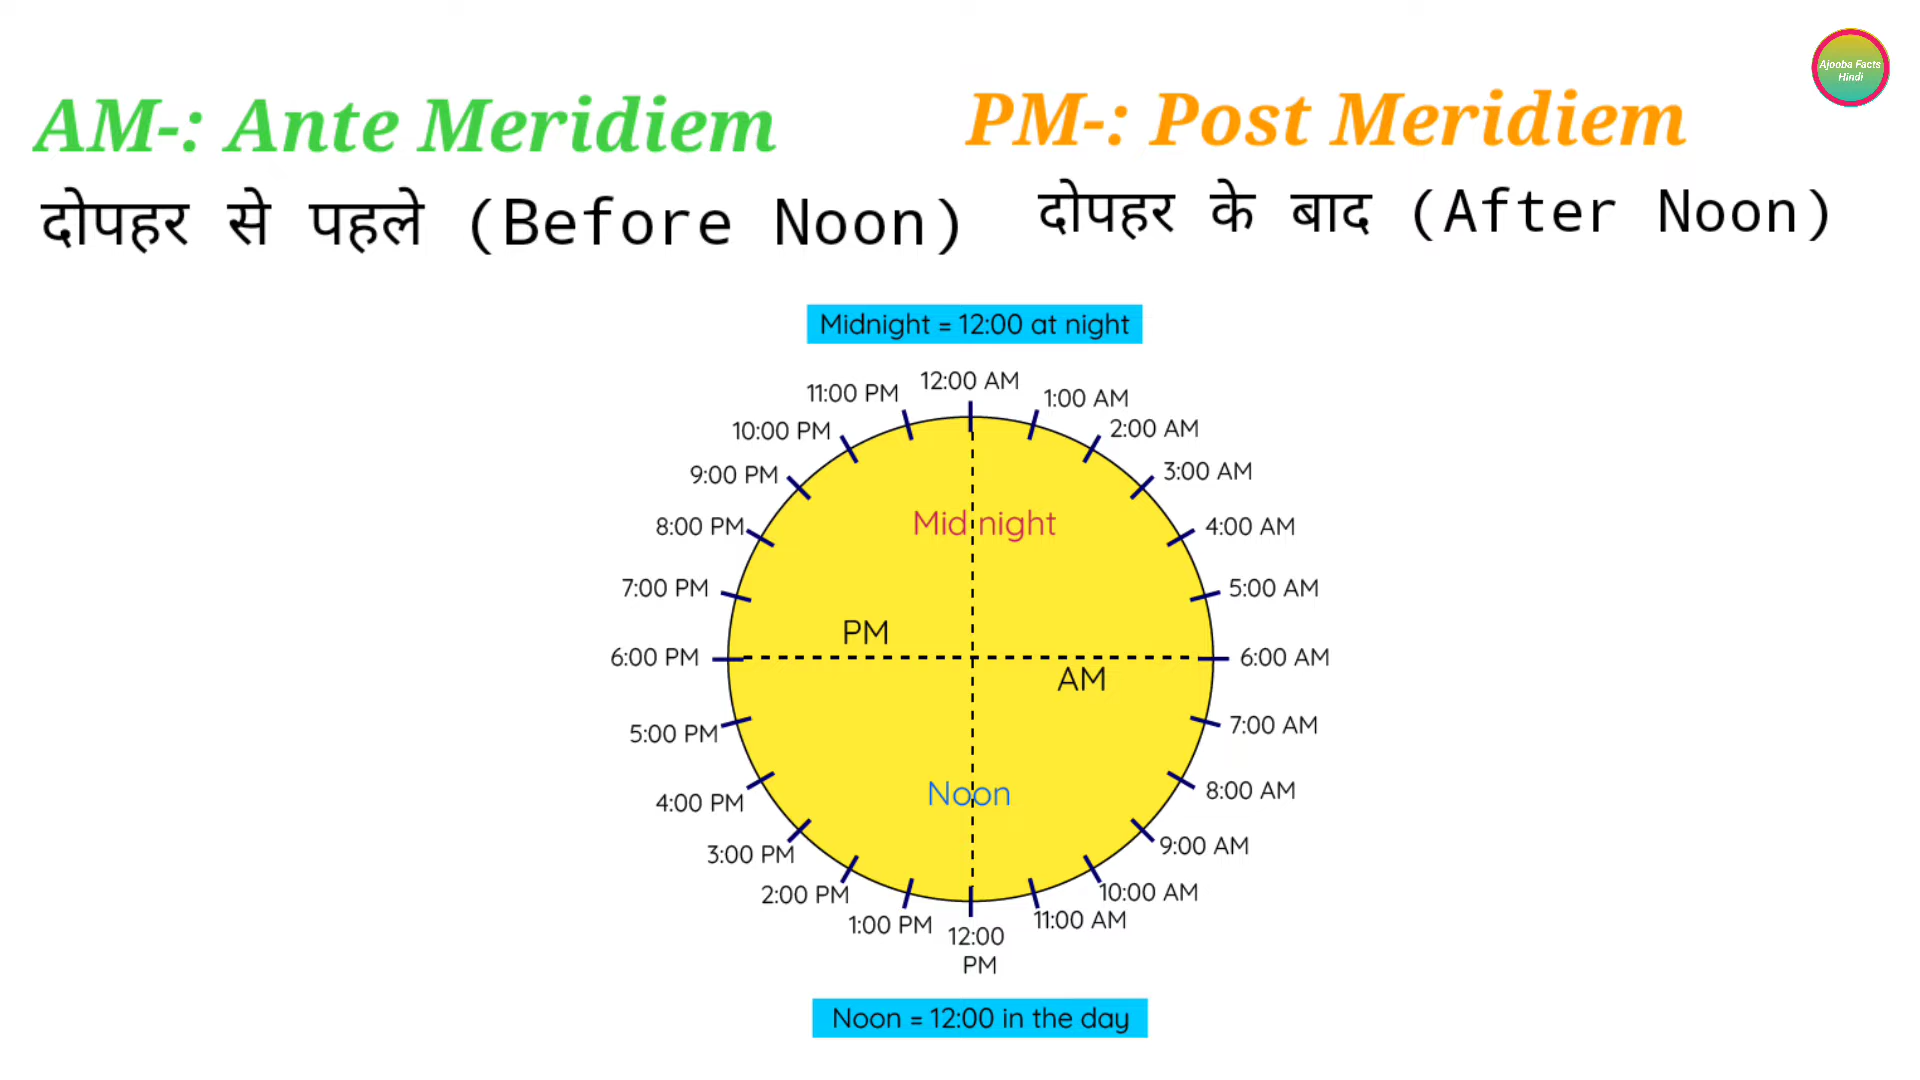 Ajooba Facts
Hindi
AM-: Ante Meridiem
PM-: Post Meridiem
दोपहर से पहले (Before Noon)
दोपहर के बाद (After Noon)
Midnight = 12:00 at night
12:00 AM
1:00 AM
2:00 AM
3:00 AM
4:00 AM
5:00 AM
6:00 AM
7:00 AM
8:00 AM
9:00 AM
10:00 AM
11:00 AM
12:00
PM
1:00 PM
2:00 PM
3:00 PM
4:00 PM
5:00 PM
6:00 PM
7:00 PM
8:00 PM
9:00 PM
10:00 PM
11:00 PM
Mid night
PM
AM
Noon
Noon = 12:00 in the day